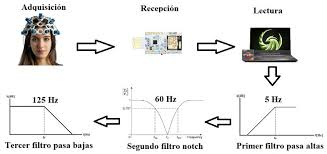 Adquisición
Recepción
Lectura
125 Hz
60 Hz
5 Hz
Tercer filtro pasa bajas
Segundo filtro notch
Primer filtro pasa altas